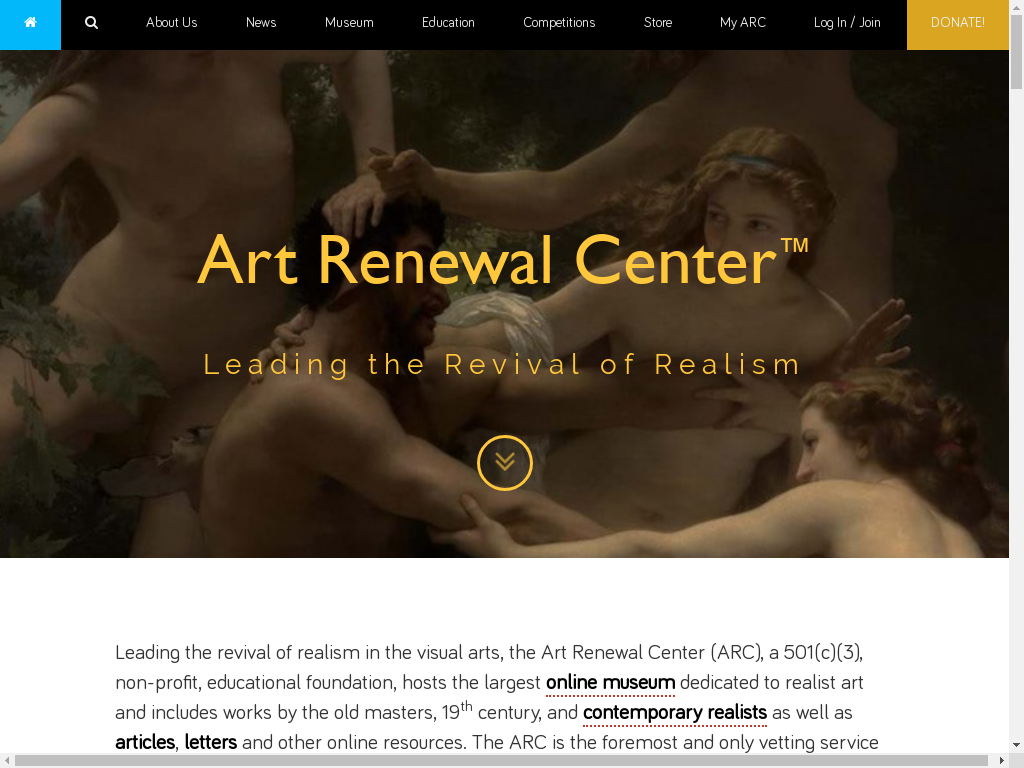 About Us
News
Museum
Education
Competitions
Store
My ARC
Log In / Join
DONATE!
Art Renewal Center™
Leading the Revival of Realism
Leading the revival of realism in the visual arts, the Art Renewal Center (ARC), a 501(c)(3),
non-profit, educational foundation, hosts the largest online museum dedicated to realist art
and includes works by the old masters, 19th century, and contemporary realists as well as
articles, letters and other online resources. The ARC is the foremost and only vetting service